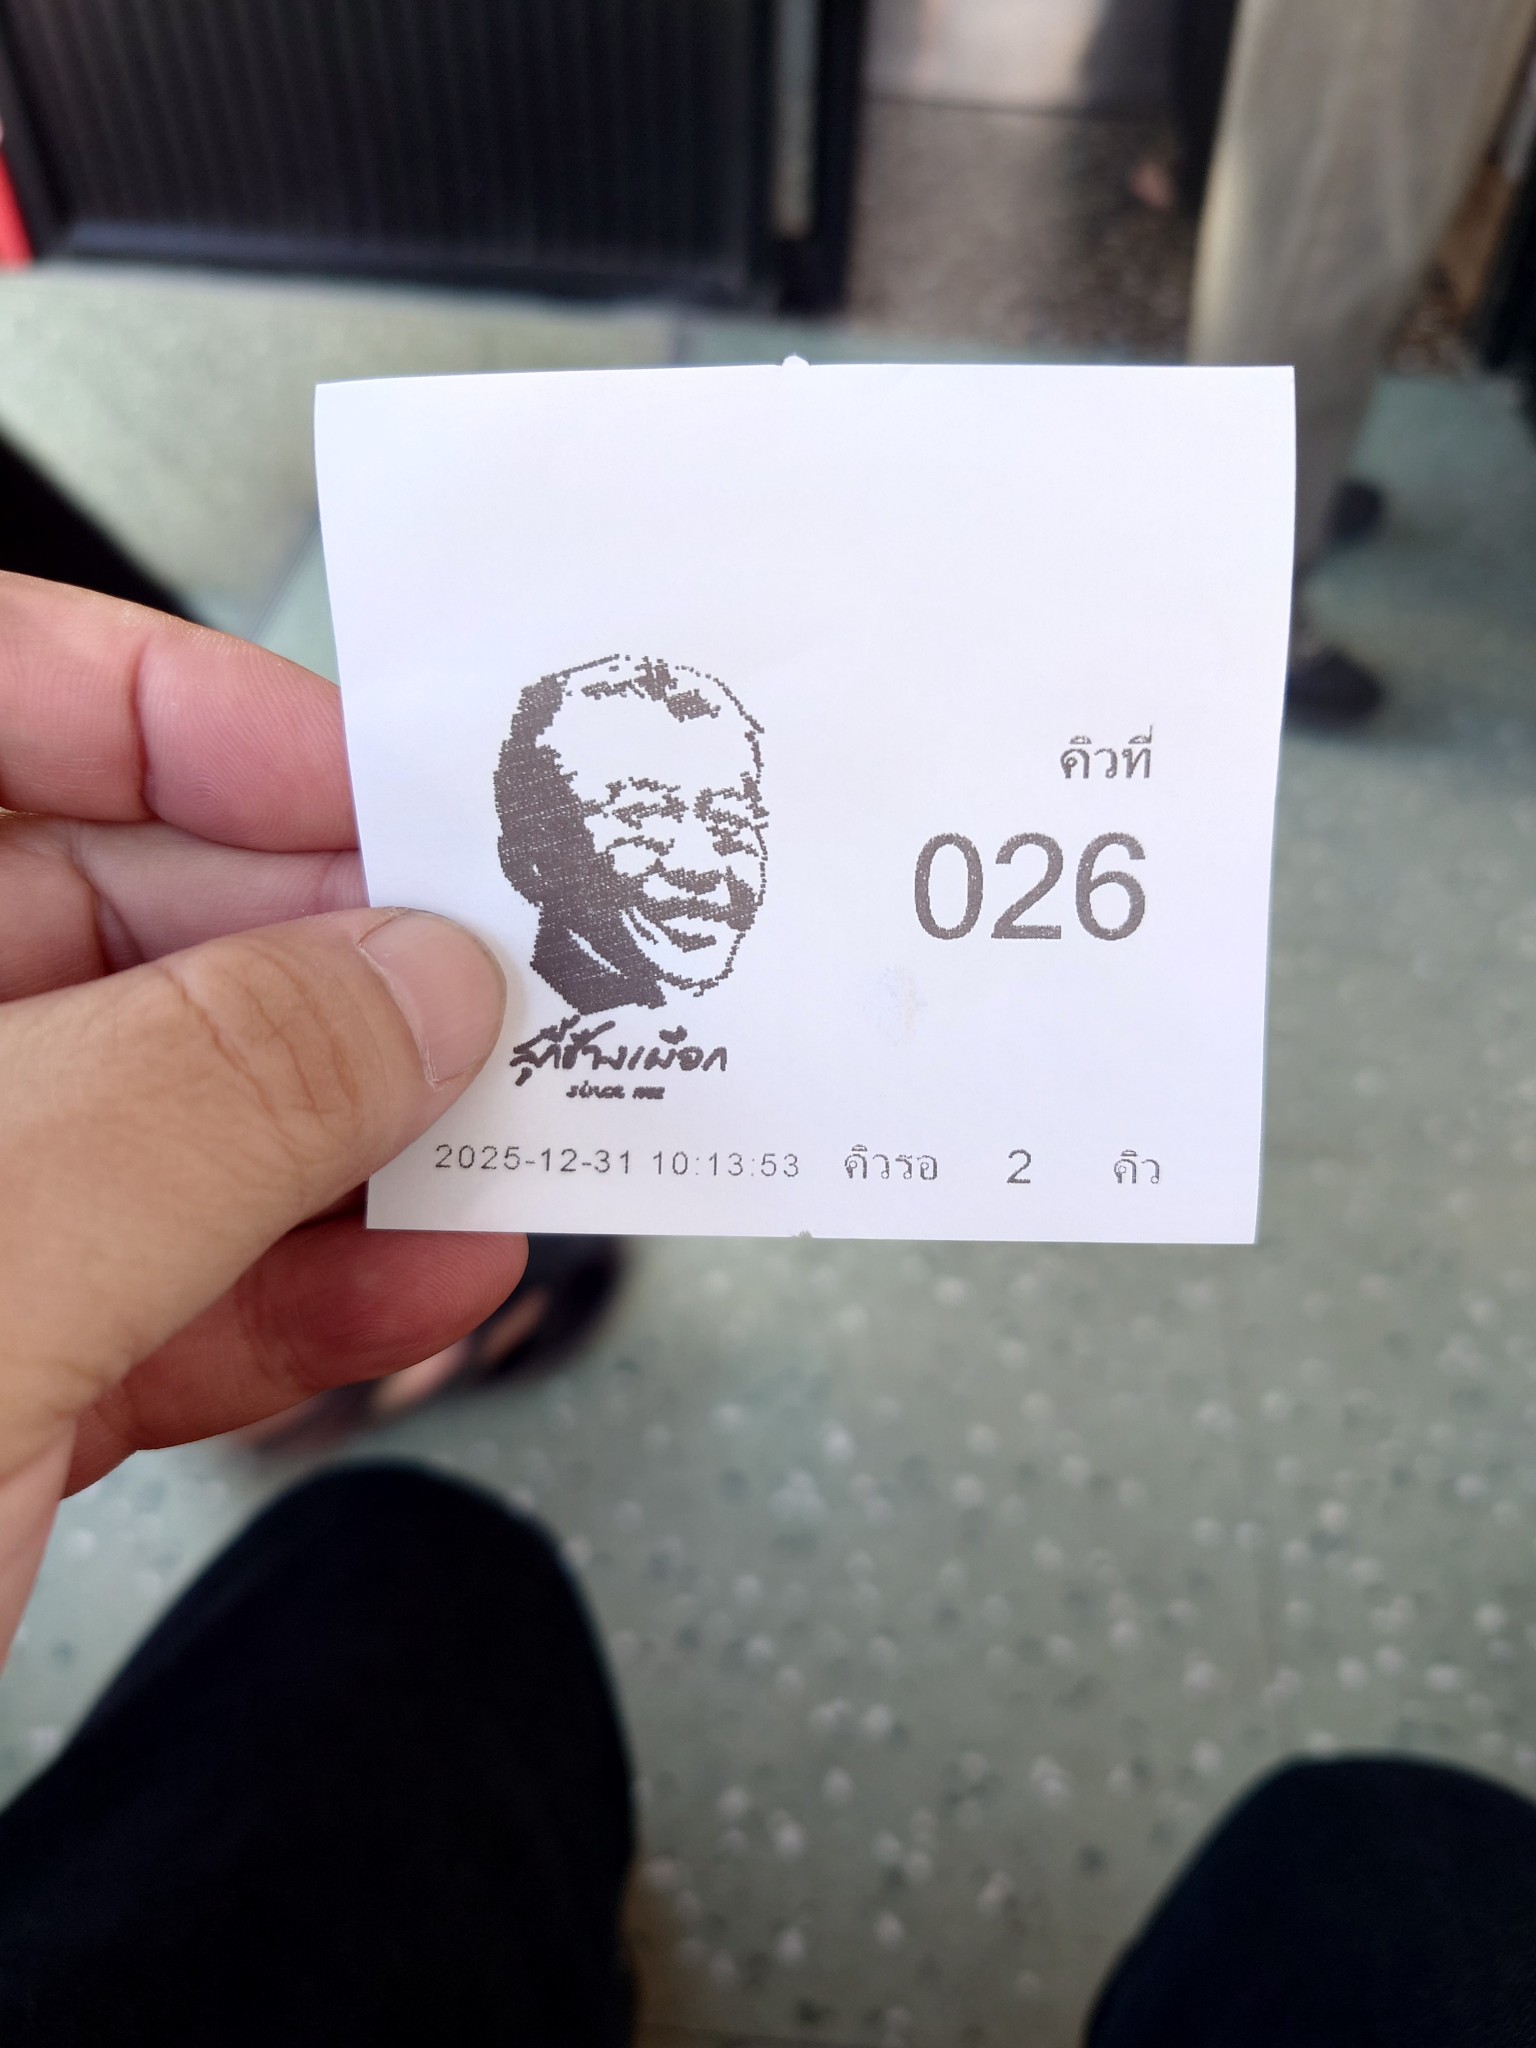 คิวที่
026
สุกี้ช้างเผือก
since
2025-12-31 10:13:53 คิวรอ 2 คิว